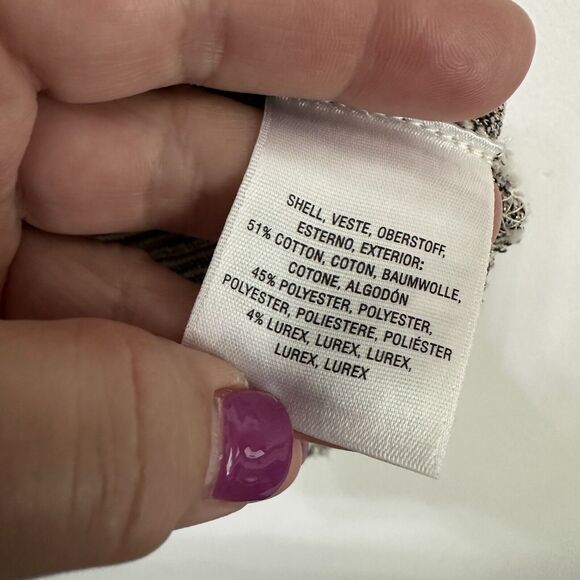 SHELL, VESTE, OBERSTOFF,
ESTERNO, EXTERIOR:
51% COTTON, COTON, BAUMWOLLE,
COTONE, ALGODÓN
45% POLYESTER, POLYESTER,
POLYESTER, POLIESTERE, POLIÉSTER
4% LUREX, LUREX, LUREX,
LUREX, LUREX